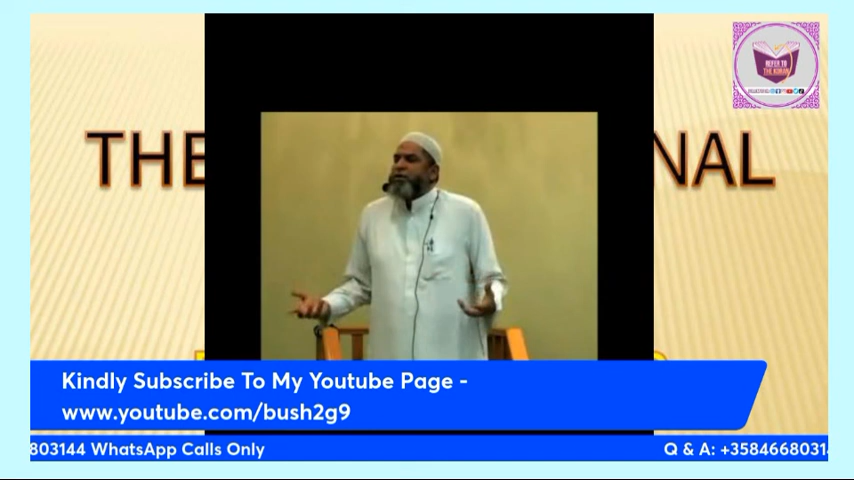 THE NAL
REFER TO
THE KORAN
Kindly Subscribe To My Youtube Page -
www.youtube.com/bush2g9
803144 WhatsApp Calls Only
Q & A: +35846680314